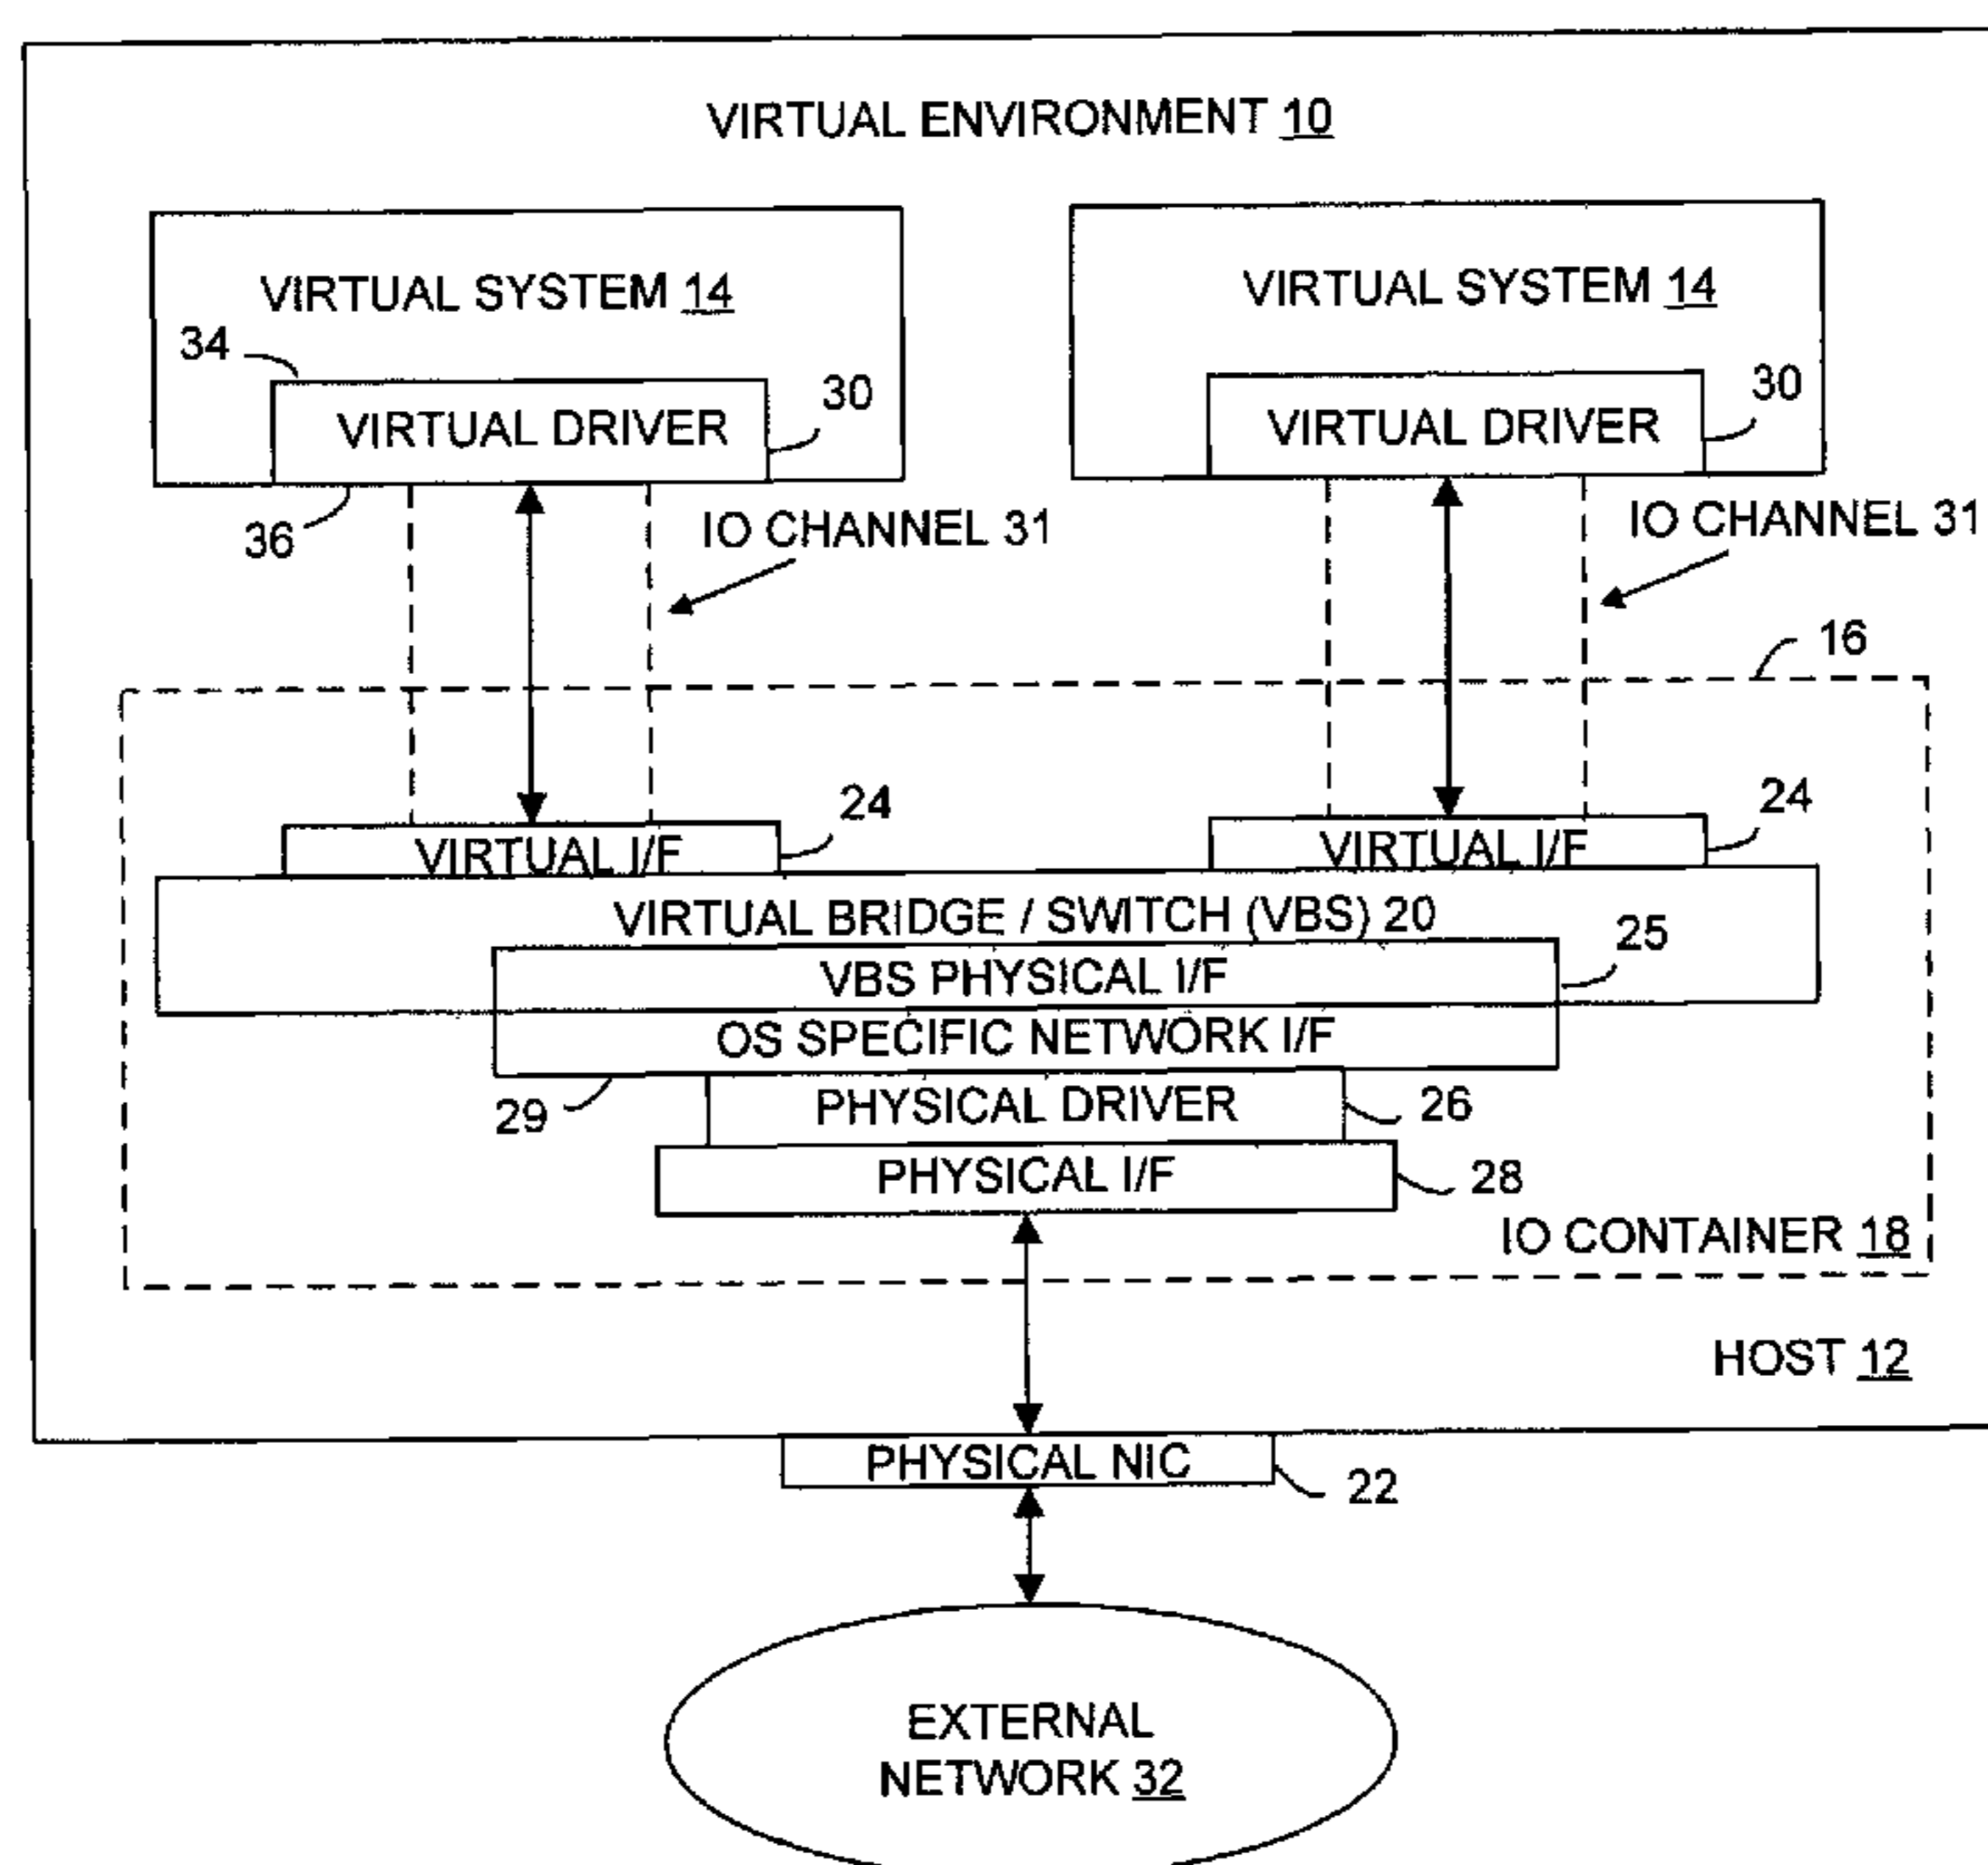 VIRTUAL ENVIRONMENT 10
VIRTUAL SYSTEM 14
VIRTUAL SYSTEM 14
34
30
30
VIRTUAL DRIVER
VIRTUAL DRIVER
36
IO CHANNEL 31
IO CHANNEL 31
16
24
24
VIRTUAL I/F
VIRTUAL I/F
VIRTUAL BRIDGE / SWITCH (VBS) 20
25
VBS PHYSICAL I/F
OS SPECIFIC NETWORK I/F
29
PHYSICAL DRIVER
26
PHYSICAL I/F
28
IO CONTAINER 18
HOST 12
PHYSICAL NIC
22
EXTERNAL
NETWORK 32